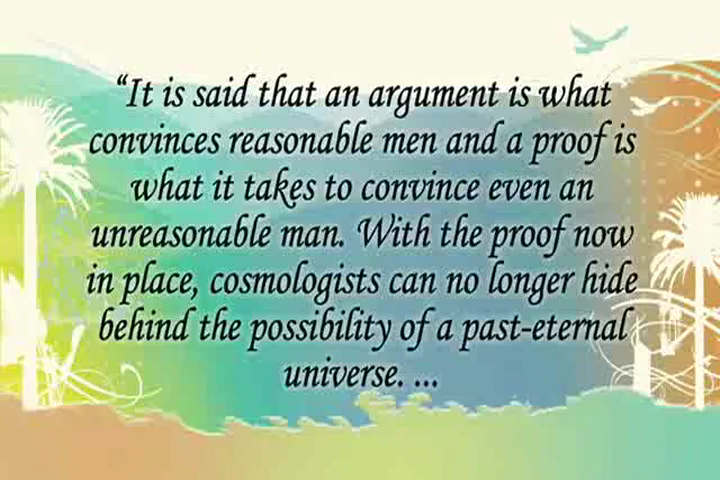 “It is said that an argument is what
convinces reasonable men and a proof is
what it takes to convince even an
unreasonable man. With the proof now
in place, cosmologists can no longer hide
behind the possibility of a past-eternal
universe. ...